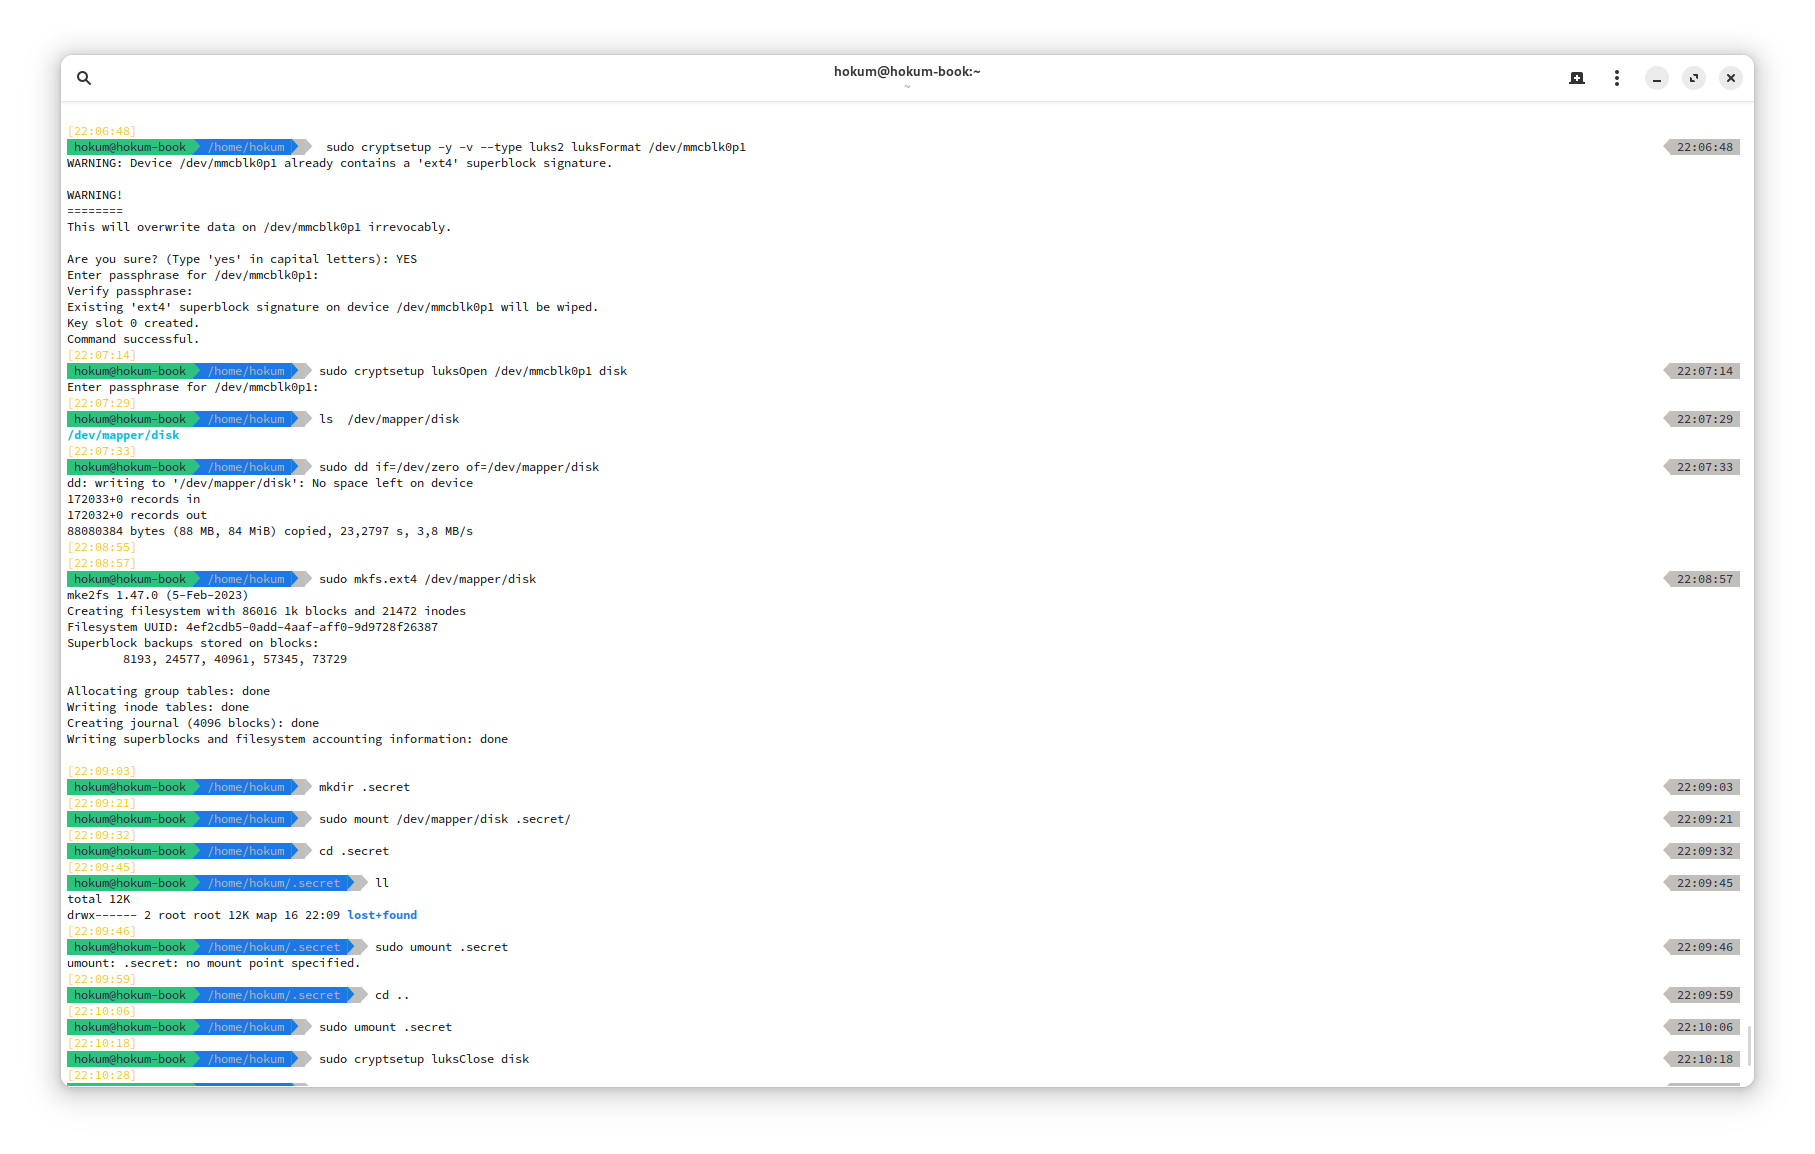 hokum@hokum-book:~
~
[22:06:48]
hokum@hokum-book /home/hokum sudo cryptsetup -y -v --type luks2 luksFormat /dev/mmcblk0p1 22:06:48
WARNING: Device /dev/mmcblk0p1 already contains a 'ext4' superblock signature.
WARNING!
========
This will overwrite data on /dev/mmcblk0p1 irrevocably.
Are you sure? (Type 'yes' in capital letters): YES
Enter passphrase for /dev/mmcblk0p1:
Verify passphrase:
Existing 'ext4' superblock signature on device /dev/mmcblk0p1 will be wiped.
Key slot 0 created.
Command successful.
[22:07:14]
hokum@hokum-book /home/hokum sudo cryptsetup luksOpen /dev/mmcblk0p1 disk 22:07:14
Enter passphrase for /dev/mmcblk0p1:
[22:07:29]
hokum@hokum-book /home/hokum ls  /dev/mapper/disk 22:07:29
/dev/mapper/disk
[22:07:33]
hokum@hokum-book /home/hokum sudo dd if=/dev/zero of=/dev/mapper/disk 22:07:33
dd: writing to '/dev/mapper/disk': No space left on device
172033+0 records in
172032+0 records out
88080384 bytes (88 MB, 84 MiB) copied, 23,2797 s, 3,8 MB/s
[22:08:55]
[22:08:57]
hokum@hokum-book /home/hokum sudo mkfs.ext4 /dev/mapper/disk 22:08:57
mke2fs 1.47.0 (5-Feb-2023)
Creating filesystem with 86016 1k blocks and 21472 inodes
Filesystem UUID: 4ef2cdb5-0add-4aaf-aff0-9d9728f26387
Superblock backups stored on blocks:
8193, 24577, 40961, 57345, 73729
Allocating group tables: done
Writing inode tables: done
Creating journal (4096 blocks): done
Writing superblocks and filesystem accounting information: done
[22:09:03]
hokum@hokum-book /home/hokum mkdir .secret 22:09:03
[22:09:21]
hokum@hokum-book /home/hokum sudo mount /dev/mapper/disk .secret/ 22:09:21
[22:09:32]
hokum@hokum-book /home/hokum cd .secret 22:09:32
[22:09:45]
hokum@hokum-book /home/hokum/.secret ll 22:09:45
total 12K
drwx------ 2 root root 12K мар 16 22:09 lost+found
[22:09:46]
hokum@hokum-book /home/hokum/.secret sudo umount .secret 22:09:46
umount: .secret: no mount point specified.
[22:09:59]
hokum@hokum-book /home/hokum/.secret cd .. 22:09:59
[22:10:06]
hokum@hokum-book /home/hokum sudo umount .secret 22:10:06
[22:10:18]
hokum@hokum-book /home/hokum sudo cryptsetup luksClose disk 22:10:18
[22:10:28]